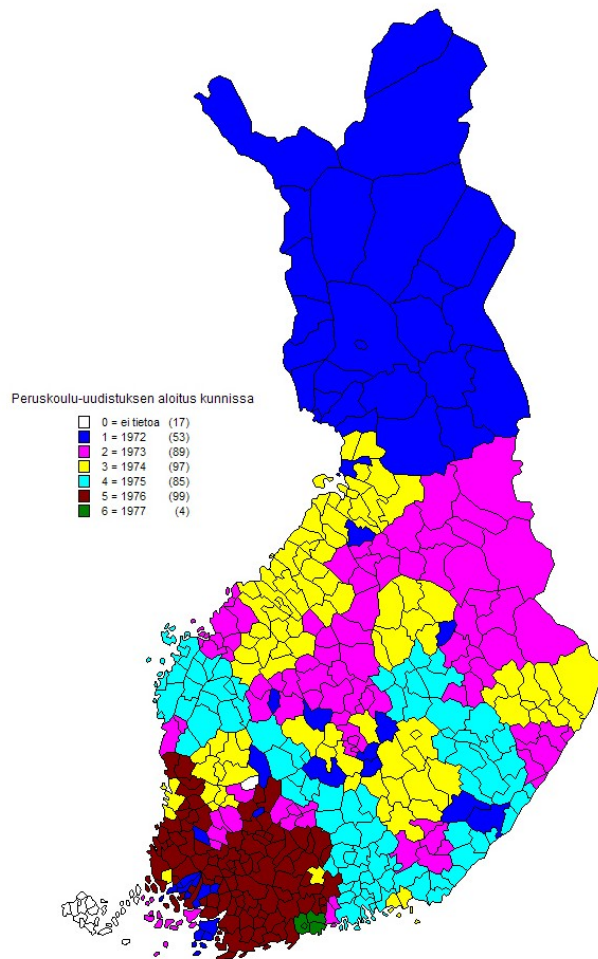 Peruskoulu-uudistuksen aloitus kunnissa
0 = ei tietoa (17)
1 = 1972 (53)
2 = 1973 (89)
3 = 1974 (97)
4 = 1975 (85)
5 = 1976 (99)
6 = 1977 (4)